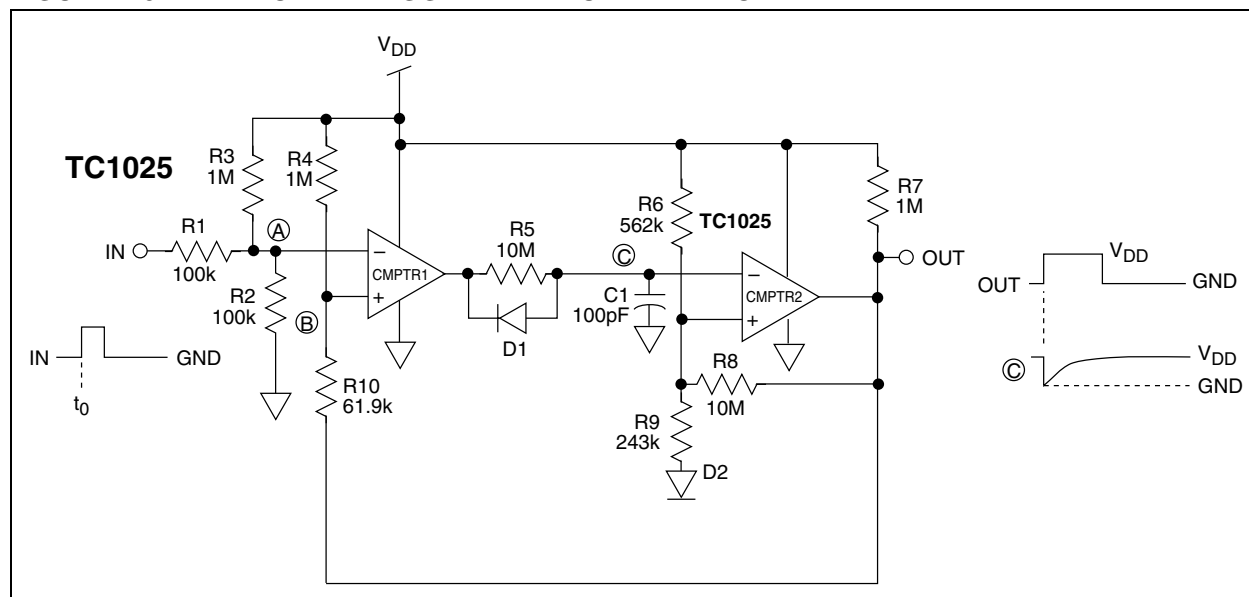 V_DD
TC1025
R3
1M
R4
1M
R6
562k
TC1025
R7
1M
IN
R1
100k
A
CMPTR1
R5
10M
C
CMPTR2
OUT
R2
100k
B
C1
100pF
D1
OUT
V_DD
GND
IN
GND
t_0
R10
61.9k
R8
10M
R9
243k
D2
C
V_DD
GND